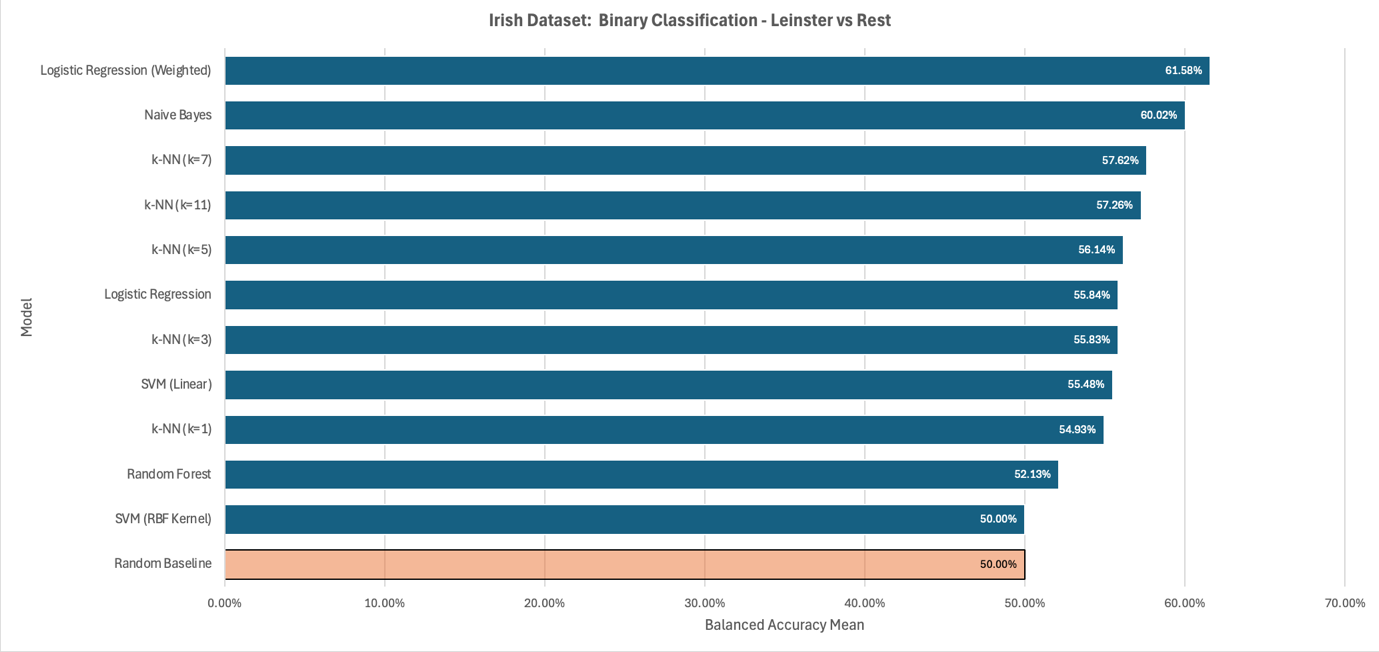 Irish Dataset: Binary Classification - Leinster vs Rest
Logistic Regression (Weighted) 61.58%
Naive Bayes 60.02%
k-NN (k=7) 57.62%
k-NN (k=11) 57.26%
k-NN (k=5) 56.14%
Logistic Regression 55.84%
k-NN (k=3) 55.83%
SVM (Linear) 55.48%
k-NN (k=1) 54.93%
Random Forest 52.13%
SVM (RBF Kernel) 50.00%
Random Baseline 50.00%
Model
0.00% 10.00% 20.00% 30.00% 40.00% 50.00% 60.00% 70.00%
Balanced Accuracy Mean